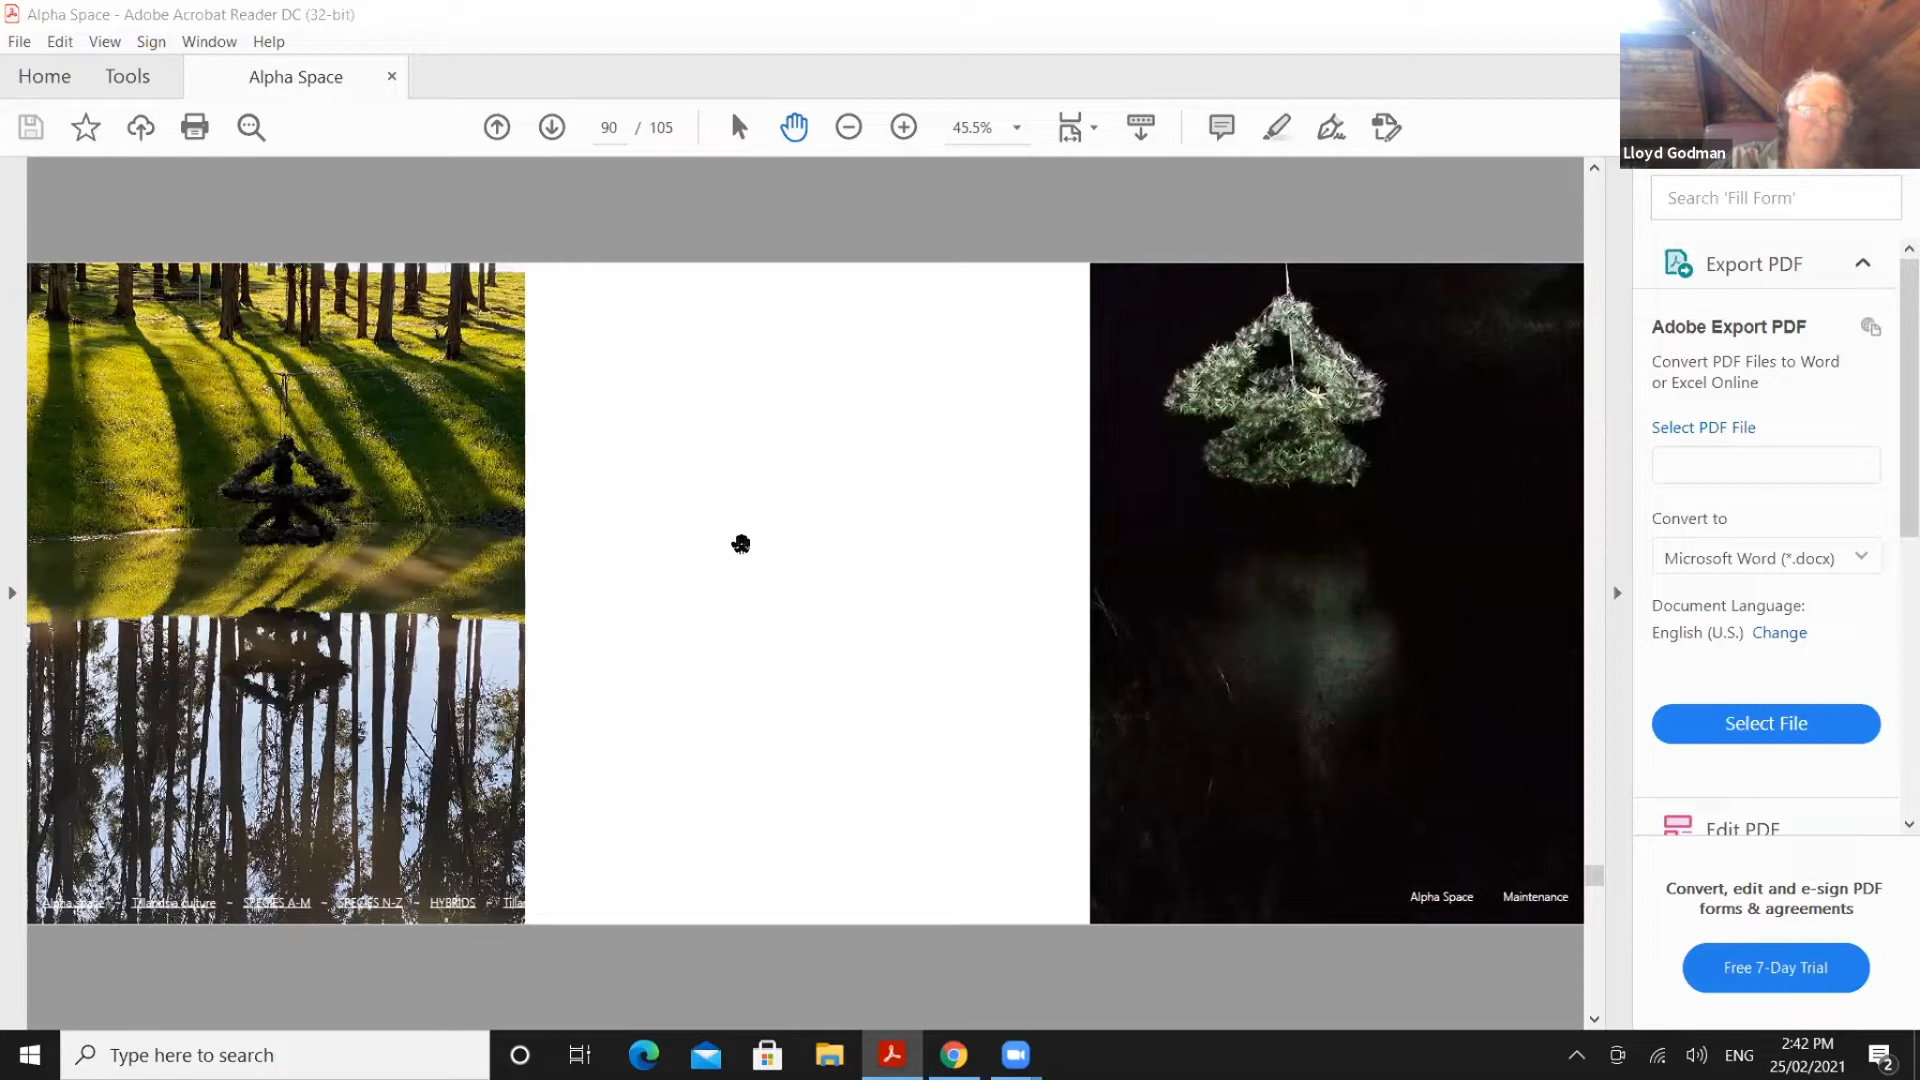 Alpha Space - Adobe Acrobat Reader DC (32-bit)
File Edit View Sign Window Help
Home Tools Alpha Space ×
90 / 105 45.5%
Lloyd Godman
Search 'Fill Form'
Export PDF
Adobe Export PDF
Convert PDF Files to Word
or Excel Online
Select PDF File
Convert to
Microsoft Word (*.docx)
Document Language:
English (U.S.) Change
Select File
Edit PDF
Convert, edit and e-sign PDF
forms & agreements
Free 7-Day Trial
Alpha Space ~ Tillandsia culture ~ SPECIES A-M ~ SPECIES N-Z ~ HYBRIDS ~
Alpha Space Maintenance
Type here to search
ENG
2:42 PM
25/02/2021
2